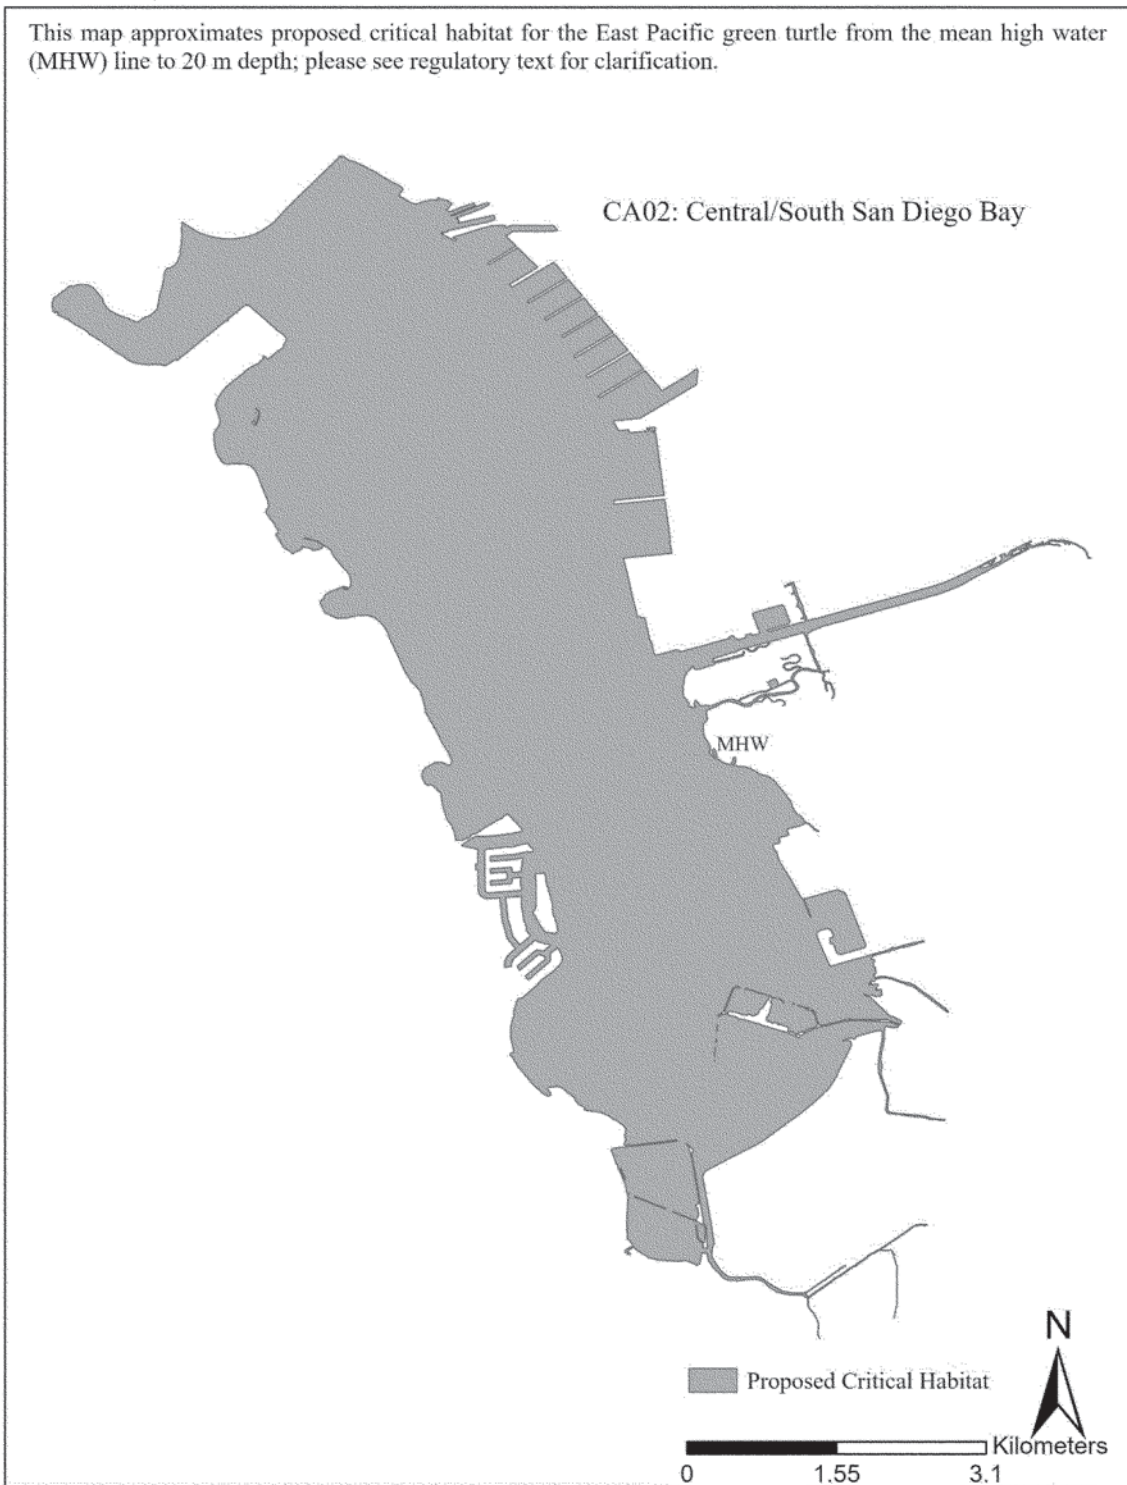 This map approximates proposed critical habitat for the East Pacific green turtle from the mean high water
(MHW) line to 20 m depth; please see regulatory text for clarification.
CA02: Central/South San Diego Bay
MHW
N
Proposed Critical Habitat
Kilometers
0 1.55 3.1